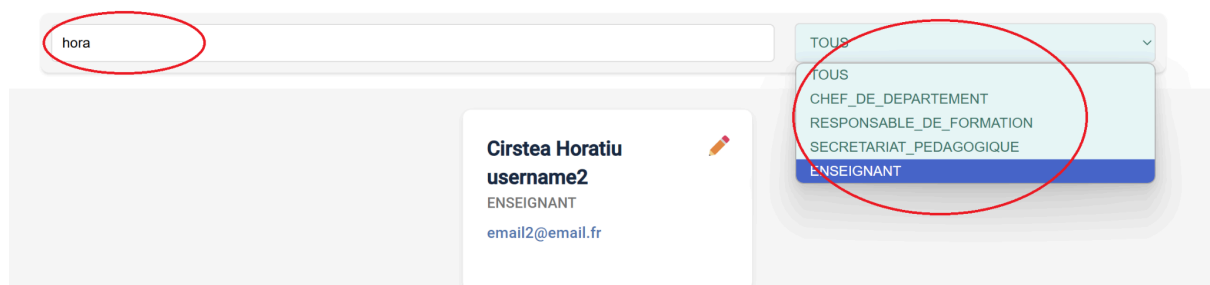 hora
TOUS
TOUS
CHEF_DE_DEPARTEMENT
RESPONSABLE_DE_FORMATION
SECRETARIAT_PEDAGOGIQUE
ENSEIGNANT
Cirstea Horatiu
username2
ENSEIGNANT
email2@email.fr